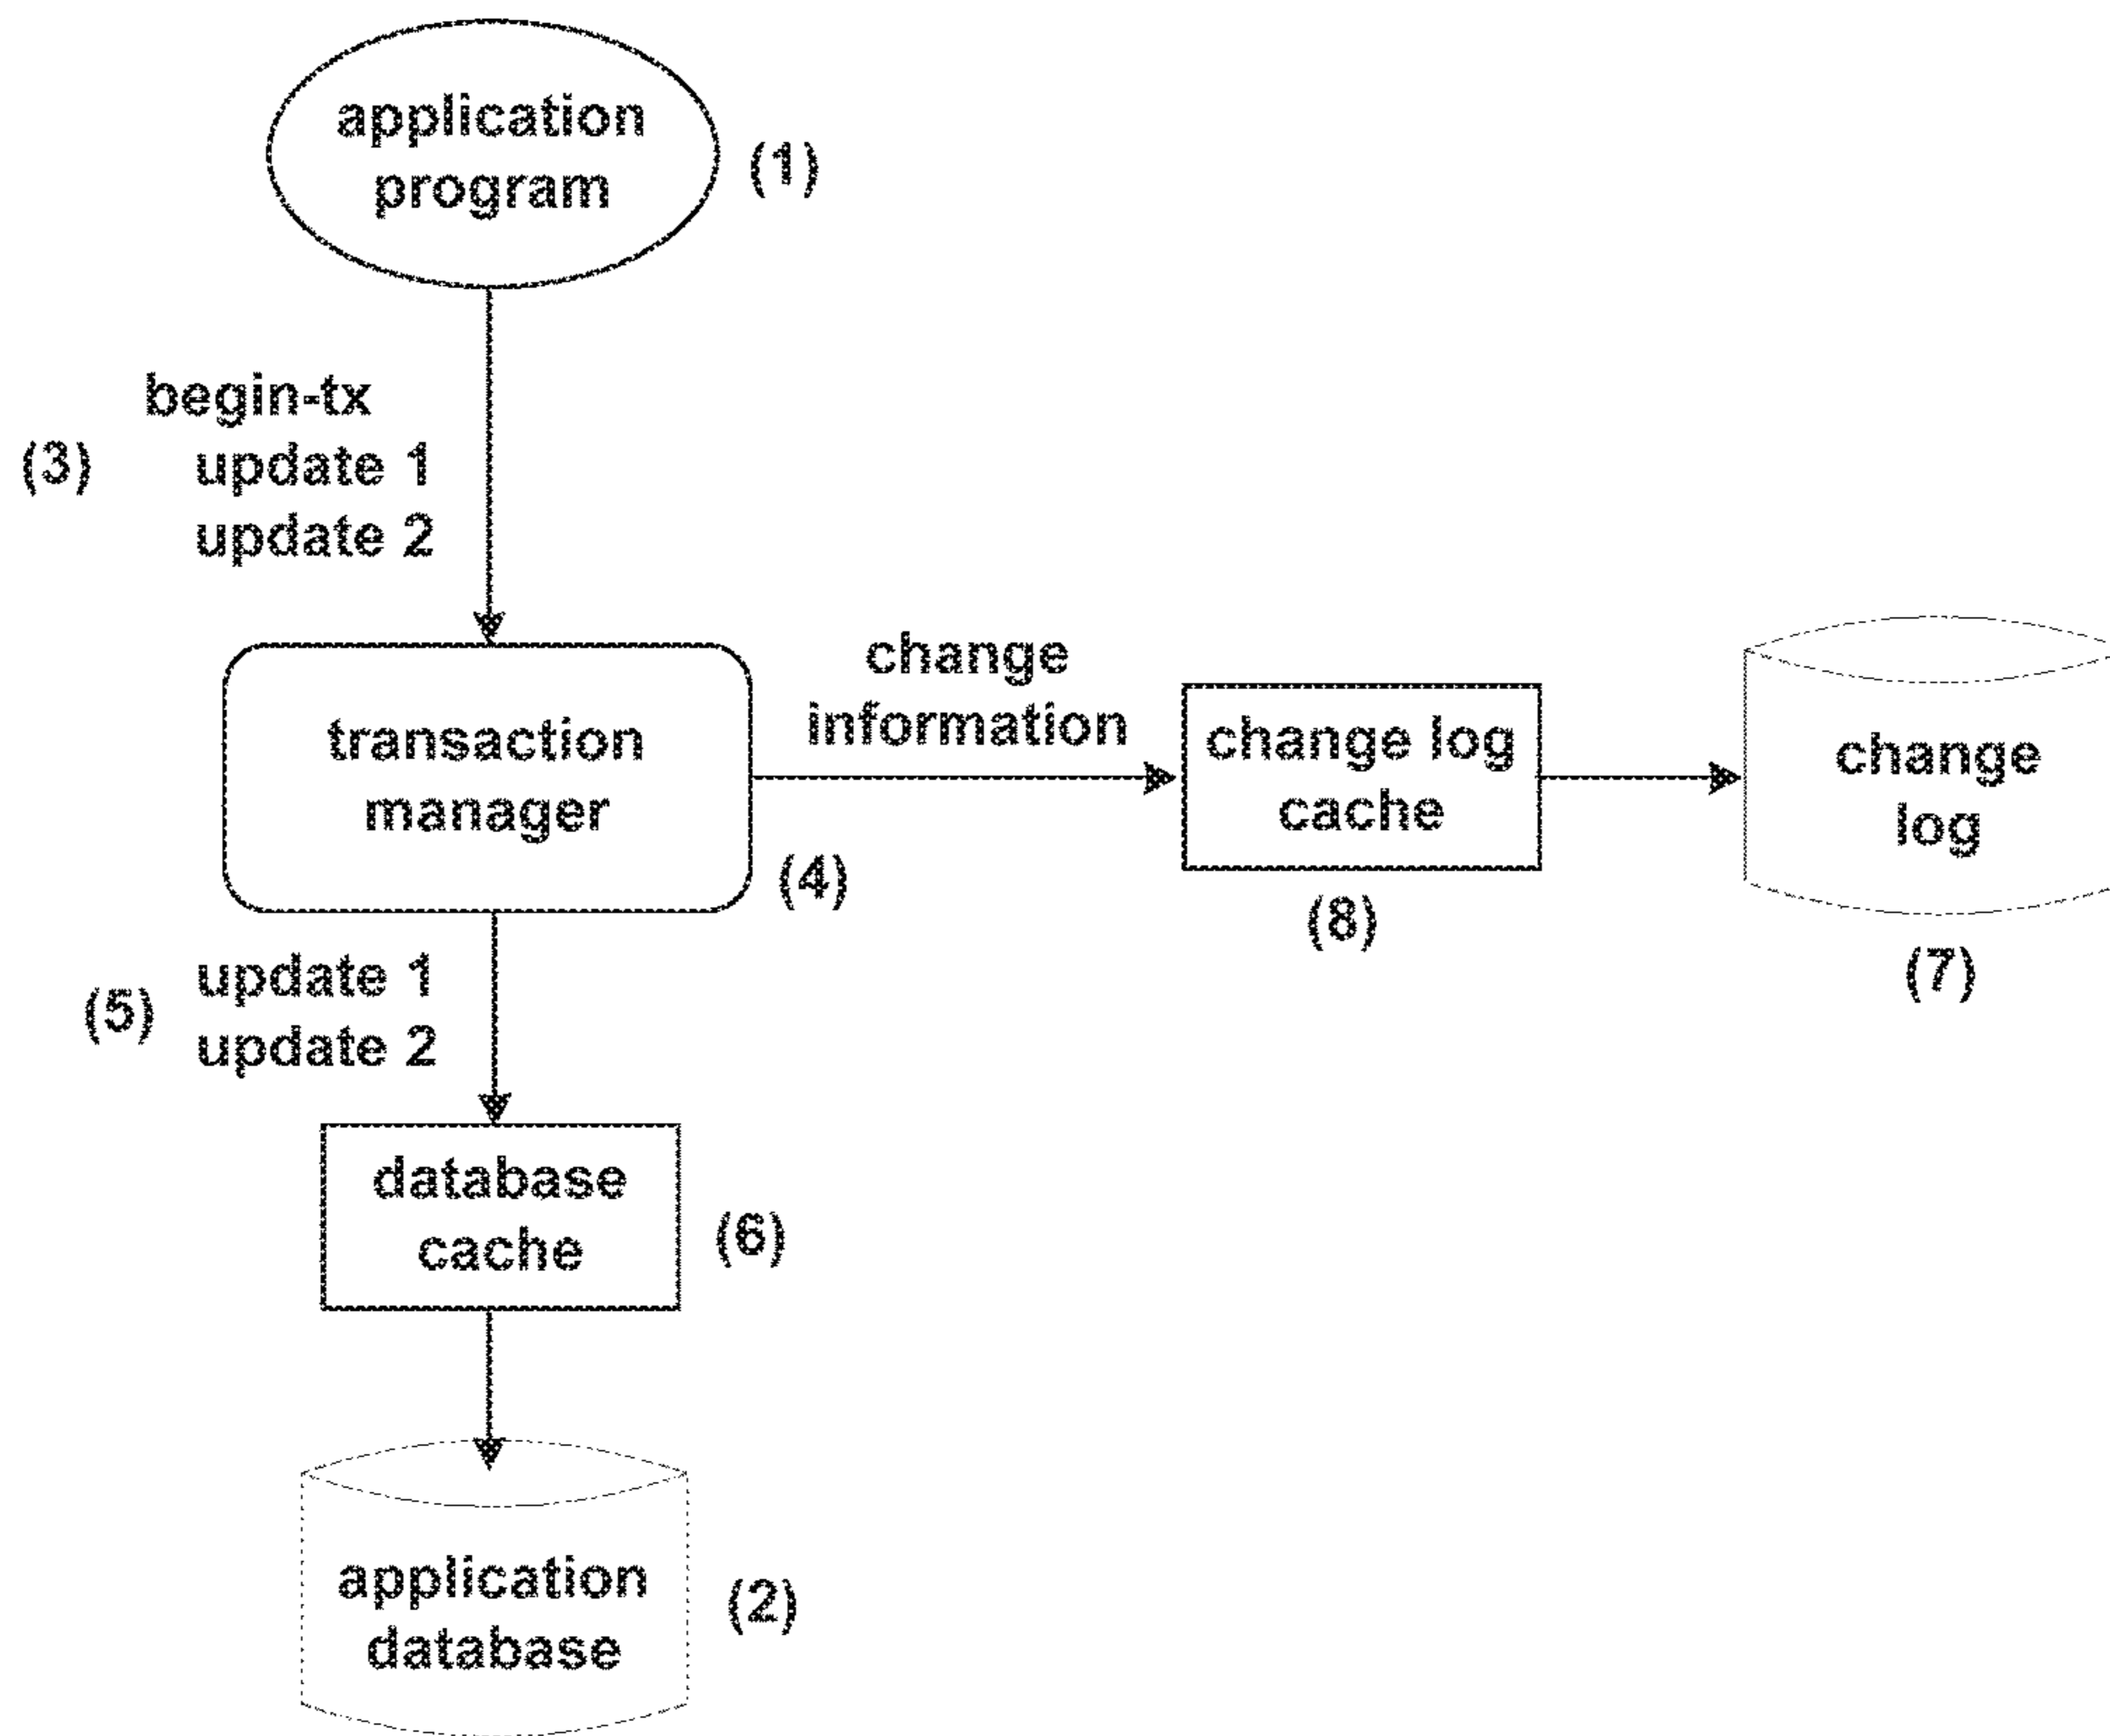 application
program
(1)
begin-tx
(3)
update 1
update 2
transaction
manager
(4)
change
information
change log
cache
(8)
change
log
(7)
(5)
update 1
update 2
database
cache
(6)
application
database
(2)